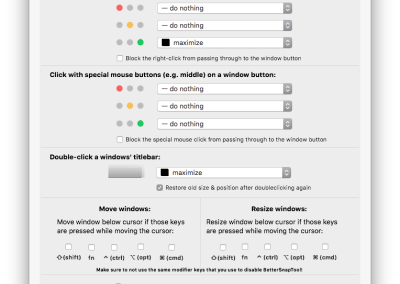 — do nothing
— do nothing
maximize
Block the right-click from passing through to the window button
Click with special mouse buttons (e.g. middle) on a window button:
— do nothing
— do nothing
— do nothing
Block the special mouse click from passing through to the window button
Double-click a windows' titlebar:
maximize
Restore old size & position after doubleclicking again
Move windows:
Move window below cursor if those keys
are pressed while moving the cursor:
⇧(shift) fn ^ (ctrl) ⌥ (opt) ⌘ (cmd)
Resize windows:
Resize window below cursor if those keys
are pressed while moving the cursor:
⇧(shift) fn ^ (ctrl) ⌥ (opt) ⌘ (cmd)
Make sure to not use the same modifier keys that you use to disable BetterSnapTool!